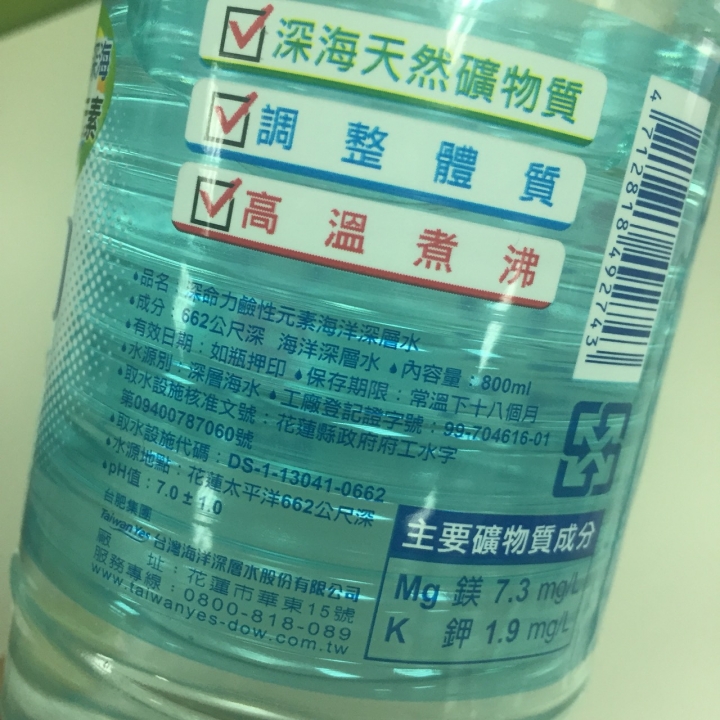 深海天然礦物質
調整體質
高溫煮沸
4 712818 492743
海
素
•品名：深命力鹼性元素海洋深層水
•成分：662公尺深 海洋深層水 •內容量：800ml
•有效日期：如瓶押印 •保存期限：常溫下十八個月
•水源別：深層海水 •工廠登記證字號：99-704616-01
•取水設施核准文號：花蓮縣政府府工水字
第09400787060號
•取水設施代碼：DS-1-13041-0662
•水源地點：花蓮太平洋662公尺深
•pH值：7.0±1.0
台肥集團
TaiwanYes 台灣海洋深層水股份有限公司
廠址：花蓮市華東15號
服務專線：0800-818-089
www.taiwanyes-dow.com.tw
主要礦物質成分
Mg 鎂 7.3 mg/L
K 鉀 1.9 mg/L